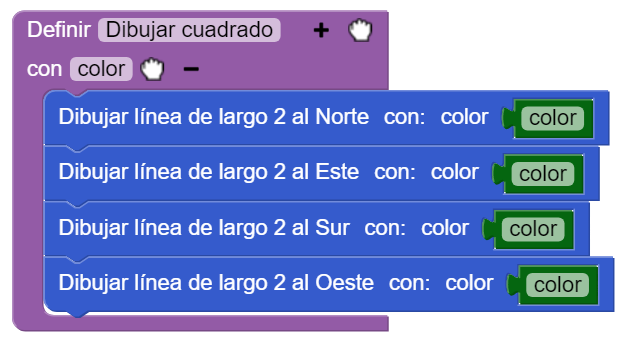 Definir Dibujar cuadrado +
con color −
Dibujar línea de largo 2 al Norte con: color color
Dibujar línea de largo 2 al Este con: color color
Dibujar línea de largo 2 al Sur con: color color
Dibujar línea de largo 2 al Oeste con: color color